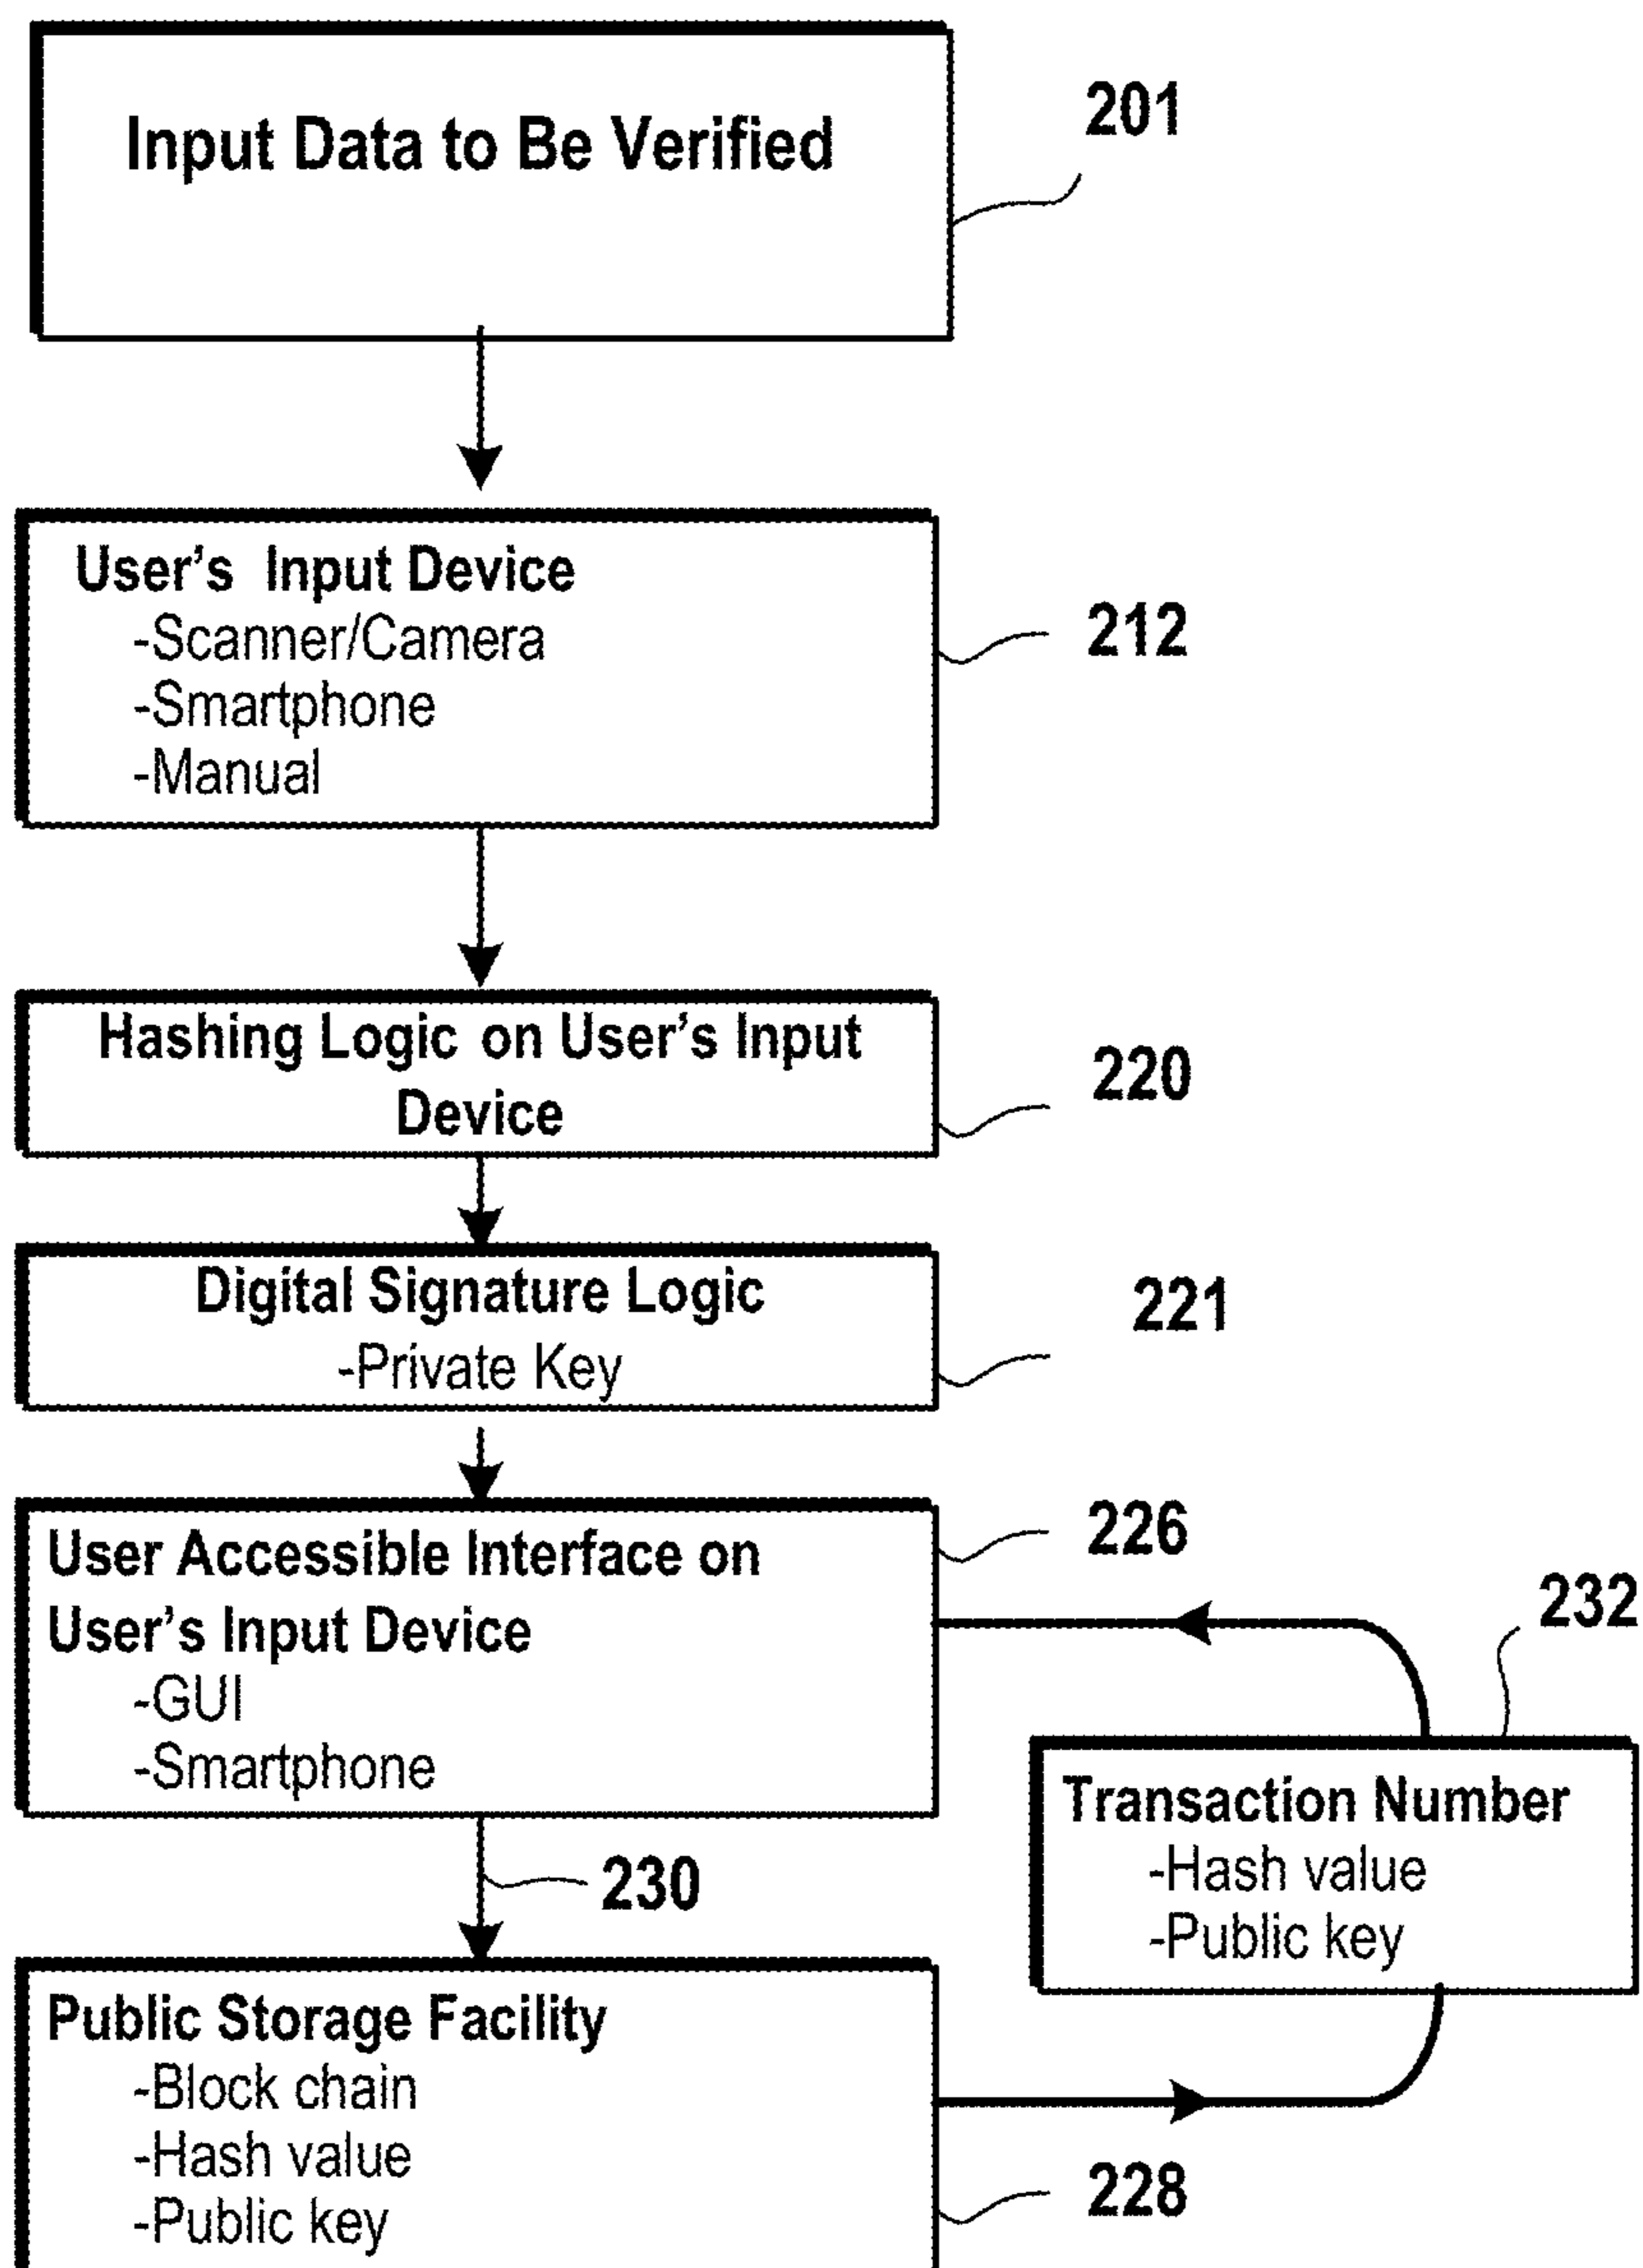 Input Data to Be Verified
201
User's Input Device
-Scanner/Camera
-Smartphone
-Manual
212
Hashing Logic on User's Input
Device
220
Digital Signature Logic
-Private Key
221
User Accessible Interface on
User's Input Device
-GUI
-Smartphone
226
232
Transaction Number
-Hash value
-Public key
230
Public Storage Facility
-Block chain
-Hash value
-Public key
228